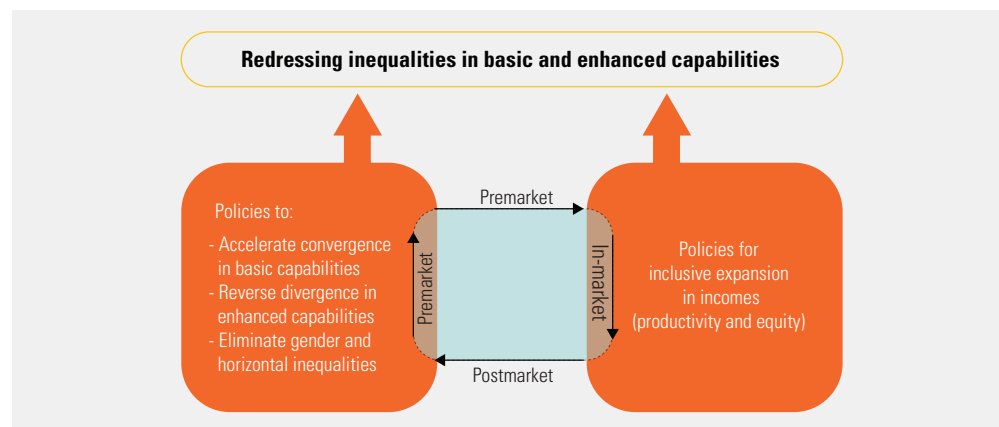 Redressing inequalities in basic and enhanced capabilities
Policies to:
- Accelerate convergence
in basic capabilities
- Reverse divergence in
enhanced capabilities
- Eliminate gender and
horizontal inequalities
Premarket
Premarket
In-market
Postmarket
Policies for
inclusive expansion
in incomes
(productivity and equity)